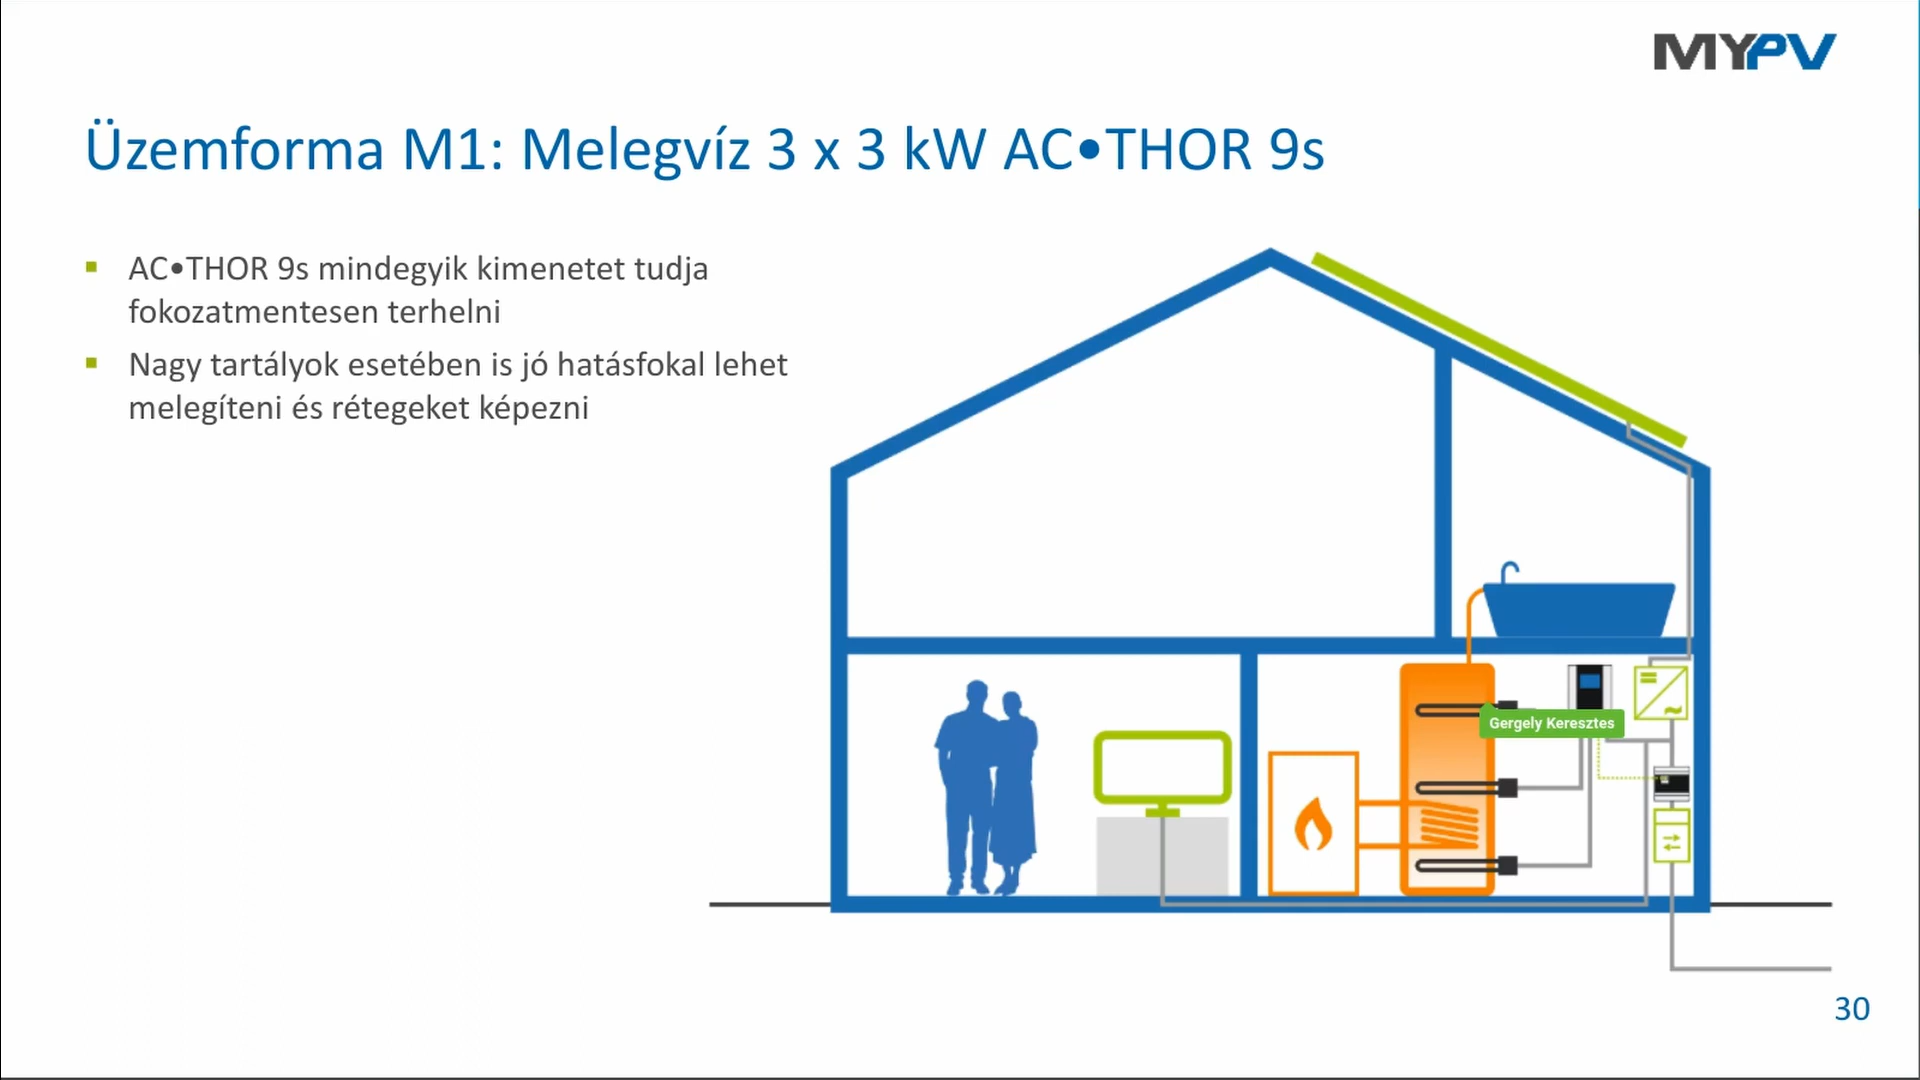 MYPV
Üzemforma M1: Melegvíz 3 x 3 kW AC•THOR 9s
AC•THOR 9s mindegyik kimenetet tudja
fokozatmentesen terhelni
Nagy tartályok esetében is jó hatásfokal lehet
melegíteni és rétegeket képezni
Gergely Keresztes
30